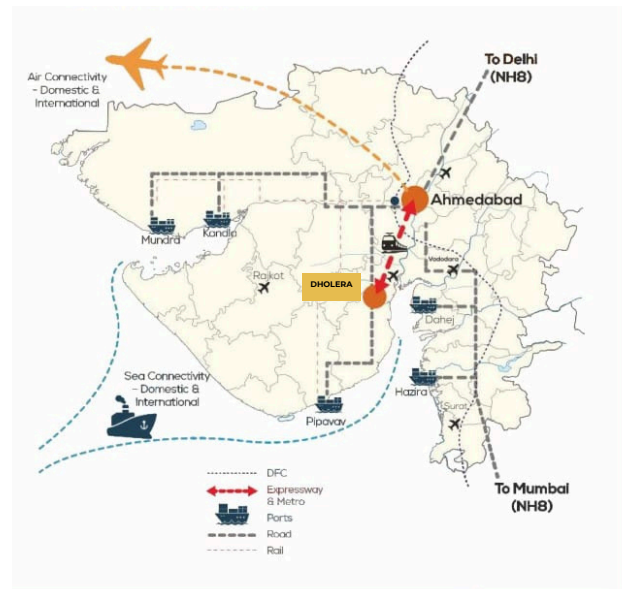 To Delhi
(NH8)
Air Connectivity
- Domestic &
International
Ahmedabad
Mundra
Kandla
Vadodara
Rajkot
DHOLERA
Dahej
Sea Connectivity
- Domestic &
International
Hazira
Surat
Pipavav
DFC
Expressway
& Metro
Ports
Road
Rail
To Mumbai
(NH8)